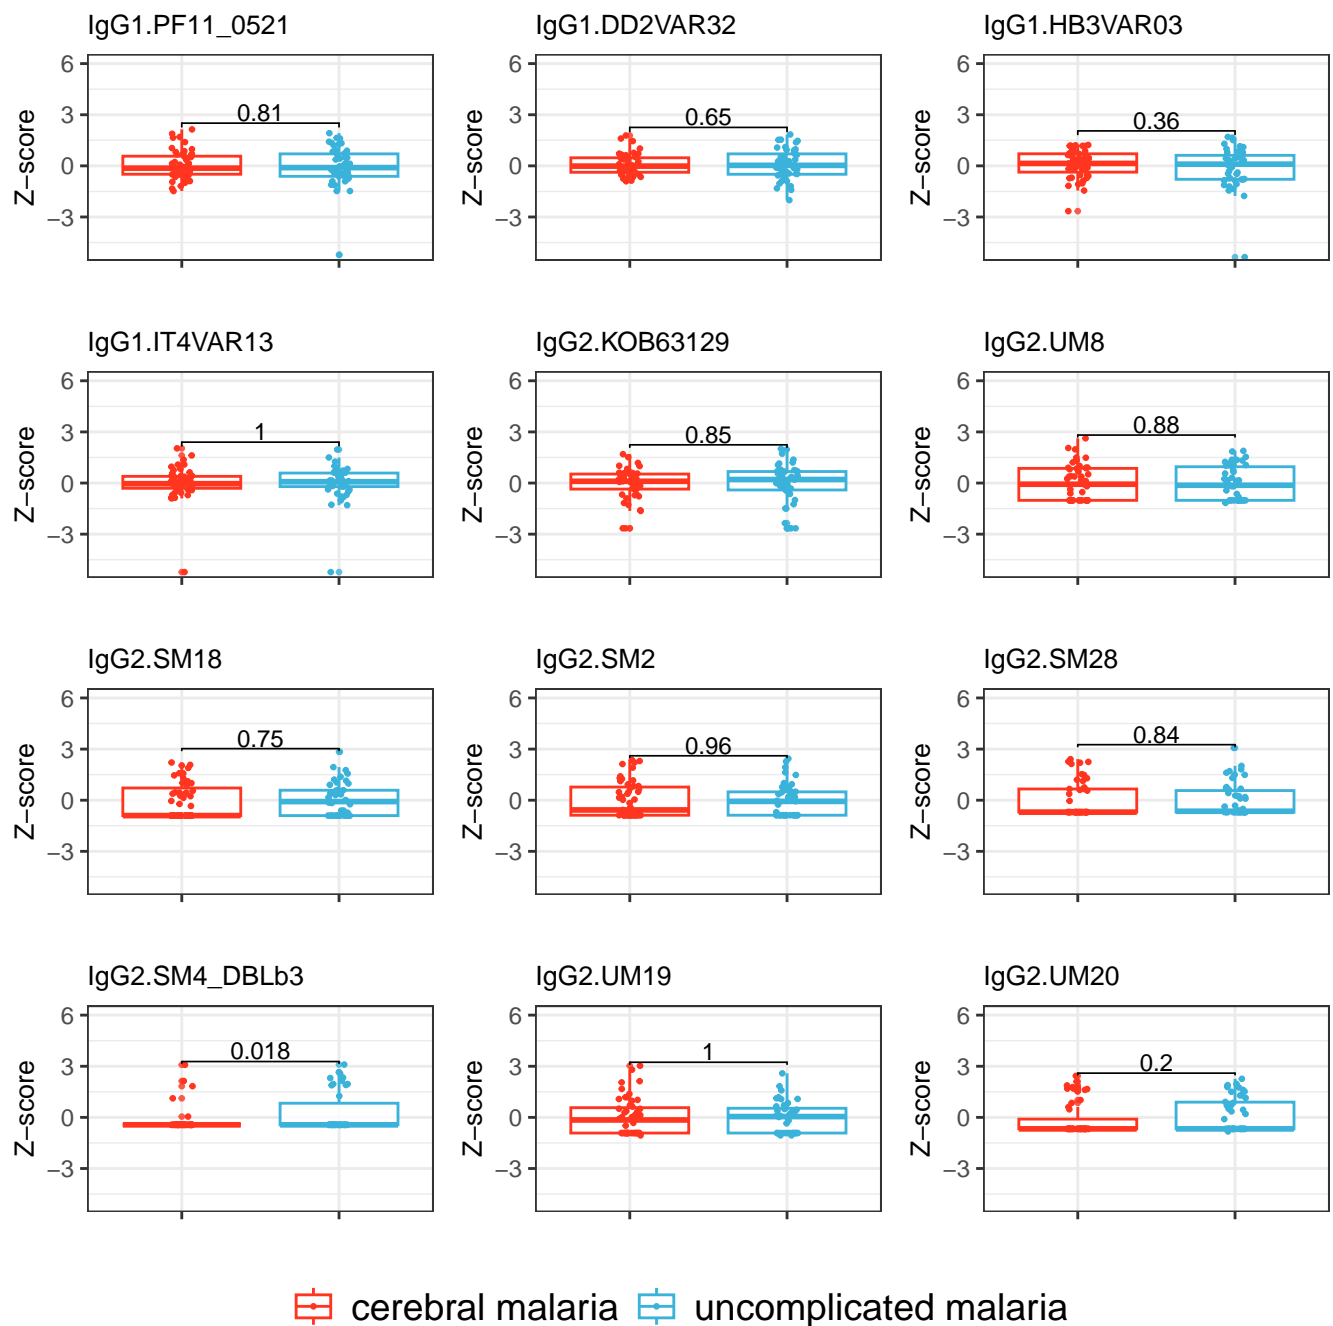 IgG1.PF11_0521 IgG1.DD2VAR32 IgG1.HB3VAR03
6 6 6
0.81 0.65 0.36
3 3 3
0 0 0
−3 −3 −3
Z−score Z−score Z−score
IgG1.IT4VAR13 IgG2.KOB63129 IgG2.UM8
6 6 6
1 0.85 0.88
3 3 3
0 0 0
−3 −3 −3
Z−score Z−score Z−score
IgG2.SM18 IgG2.SM2 IgG2.SM28
6 6 6
0.75 0.96 0.84
3 3 3
0 0 0
−3 −3 −3
Z−score Z−score Z−score
IgG2.SM4_DBLb3 IgG2.UM19 IgG2.UM20
6 6 6
0.018 1 0.2
3 3 3
0 0 0
−3 −3 −3
Z−score Z−score Z−score
cerebral malaria uncomplicated malaria